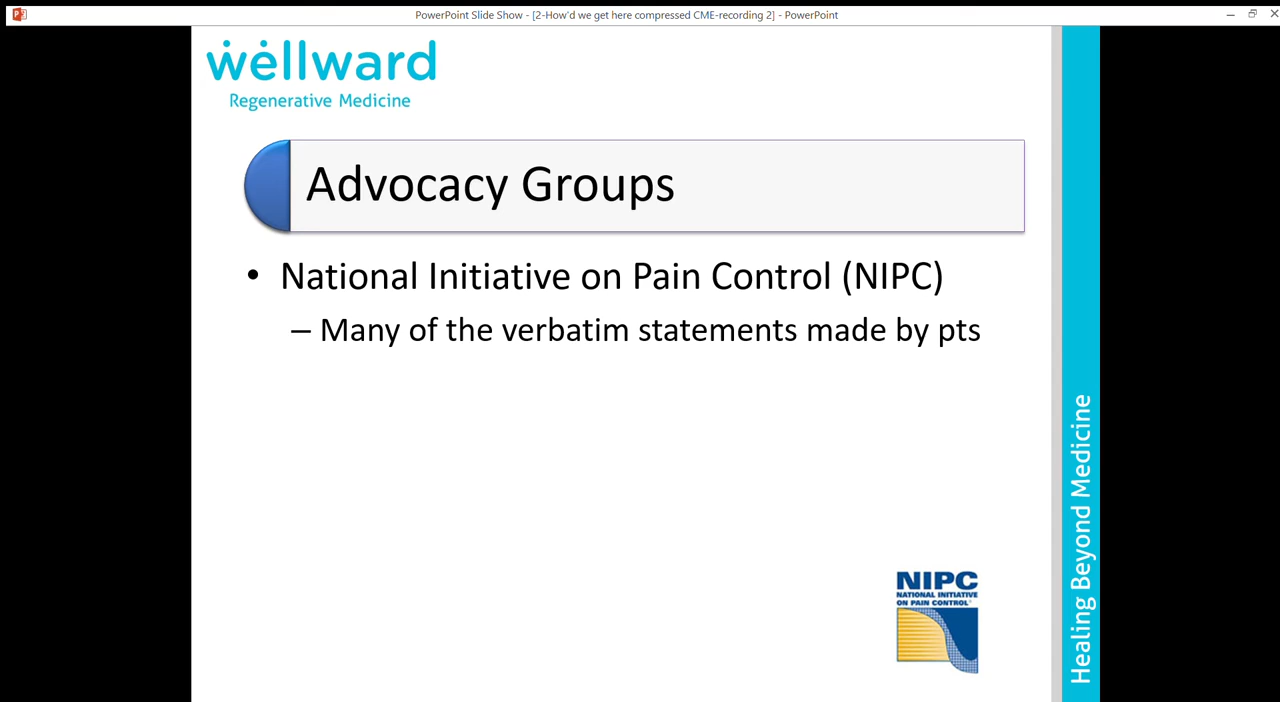 PowerPoint Slide Show - [2-How'd we get here compressed CME-recording 2] - PowerPoint
wellward
Regenerative Medicine
Advocacy Groups
• National Initiative on Pain Control (NIPC)
– Many of the verbatim statements made by pts
NIPC
NATIONAL INITIATIVE
ON PAIN CONTROL
Healing Beyond Medicine